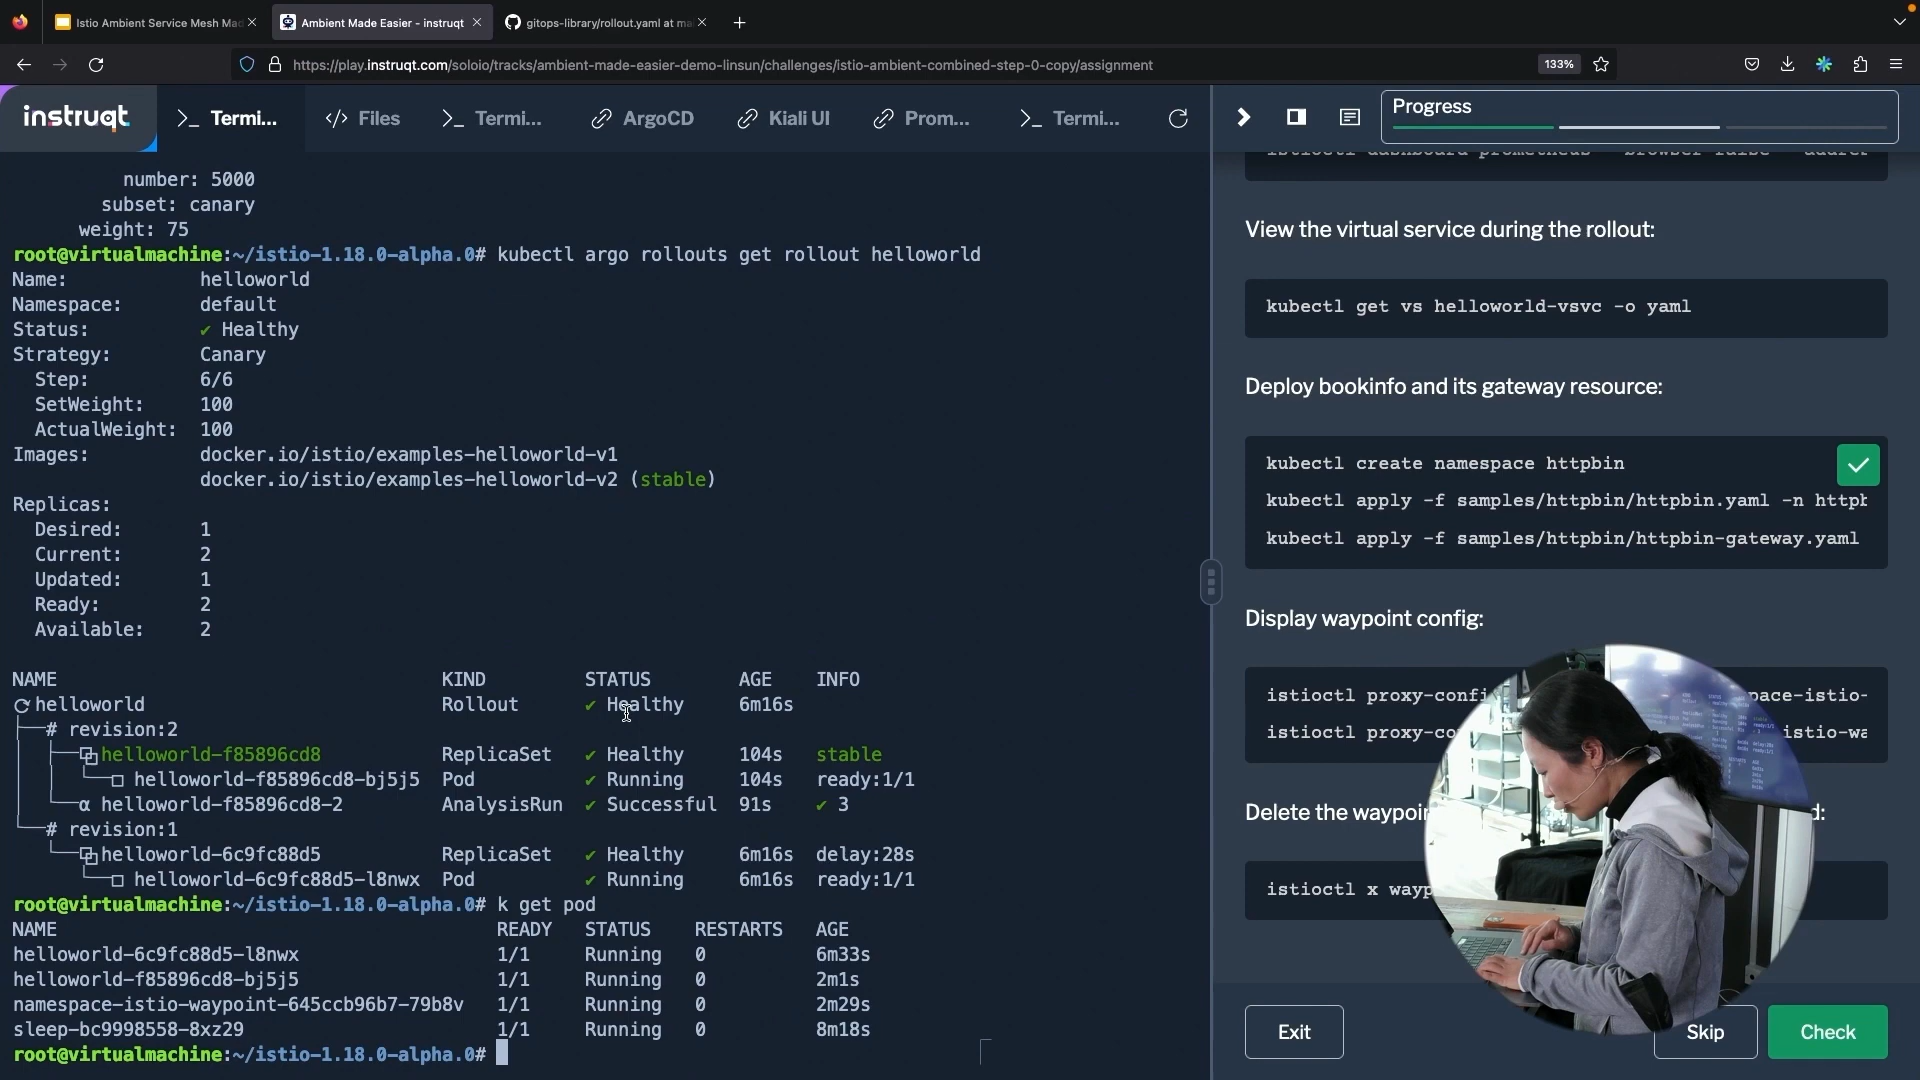 Istio Ambient Service Mesh Mad
Ambient Made Easier - instruqt
gitops-library/rollout.yaml at ma
https://play.instruqt.com/soloio/tracks/ambient-made-easier-demo-linsun/challenges/istio-ambient-combined-step-0-copy/assignment
133%
instruqt
>_ Termi...
</> Files
>_ Termi...
ArgoCD
Kiali UI
Prom...
>_ Termi...
Progress
number: 5000
subset: canary
weight: 75
root@virtualmachine:~/istio-1.18.0-alpha.0# kubectl argo rollouts get rollout helloworld
Name: helloworld
Namespace: default
Status: ✔ Healthy
Strategy: Canary
Step: 6/6
SetWeight: 100
ActualWeight: 100
Images: docker.io/istio/examples-helloworld-v1
docker.io/istio/examples-helloworld-v2 (stable)
Replicas:
Desired: 1
Current: 2
Updated: 1
Ready: 2
Available: 2
NAME KIND STATUS AGE INFO
⟳ helloworld Rollout ✔ Healthy 6m16s
├──# revision:2
│ ├──⧉ helloworld-f85896cd8 ReplicaSet ✔ Healthy 104s stable
│ │ └──□ helloworld-f85896cd8-bj5j5 Pod ✔ Running 104s ready:1/1
│ └──α helloworld-f85896cd8-2 AnalysisRun ✔ Successful 91s ✔ 3
└──# revision:1
└──⧉ helloworld-6c9fc88d5 ReplicaSet ✔ Healthy 6m16s delay:28s
└──□ helloworld-6c9fc88d5-l8nwx Pod ✔ Running 6m16s ready:1/1
root@virtualmachine:~/istio-1.18.0-alpha.0# k get pod
NAME READY STATUS RESTARTS AGE
helloworld-6c9fc88d5-l8nwx 1/1 Running 0 6m33s
helloworld-f85896cd8-bj5j5 1/1 Running 0 2m1s
namespace-istio-waypoint-645ccb96b7-79b8v 1/1 Running 0 2m29s
sleep-bc9998558-8xz29 1/1 Running 0 8m18s
root@virtualmachine:~/istio-1.18.0-alpha.0#
istioctl dashboard prometheus --browser=false --addres
View the virtual service during the rollout:
kubectl get vs helloworld-vsvc -o yaml
Deploy bookinfo and its gateway resource:
kubectl create namespace httpbin
kubectl apply -f samples/httpbin/httpbin.yaml -n httpb
kubectl apply -f samples/httpbin/httpbin-gateway.yaml
Display waypoint config:
istioctl proxy-confi pace-istio-
istioctl proxy-co istio-wa
Delete the waypoin d:
istioctl x wayp
Exit
Skip
Check